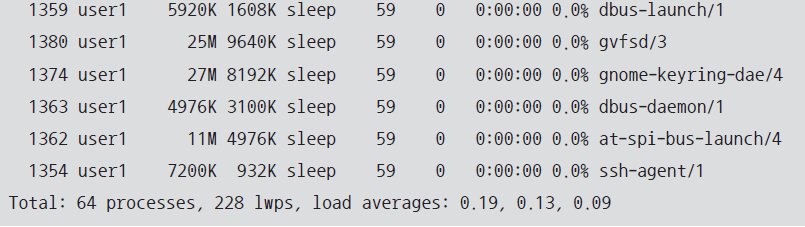 1359 user1 5920K 1608K sleep 59 0 0:00:00 0.0% dbus-launch/1
1380 user1 25M 9640K sleep 59 0 0:00:00 0.0% gvfsd/3
1374 user1 27M 8192K sleep 59 0 0:00:00 0.0% gnome-keyring-dae/4
1363 user1 4976K 3100K sleep 59 0 0:00:00 0.0% dbus-daemon/1
1362 user1 11M 4976K sleep 59 0 0:00:00 0.0% at-spi-bus-launch/4
1354 user1 7200K 932K sleep 59 0 0:00:00 0.0% ssh-agent/1
Total: 64 processes, 228 lwps, load averages: 0.19, 0.13, 0.09